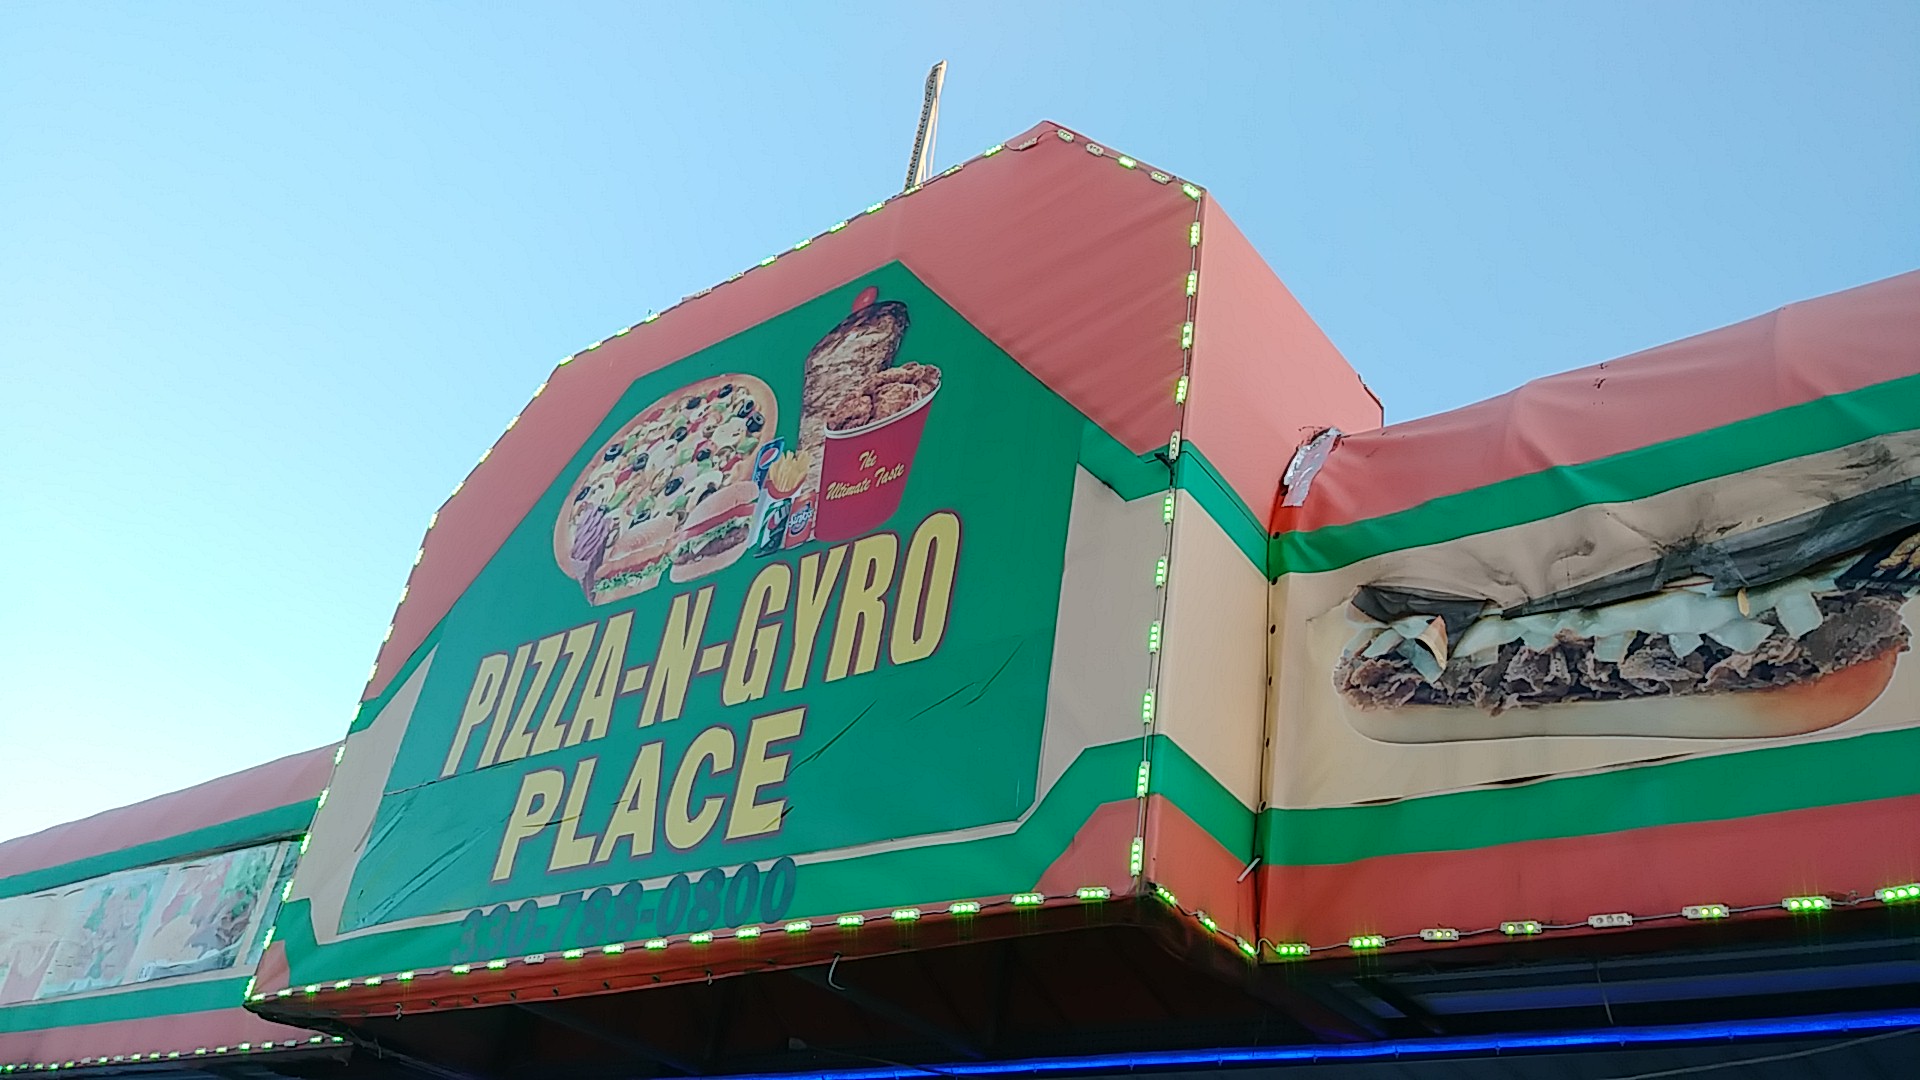 The
Ultimate Taste
PIZZA-N-GYRO
PLACE
330-788-0800